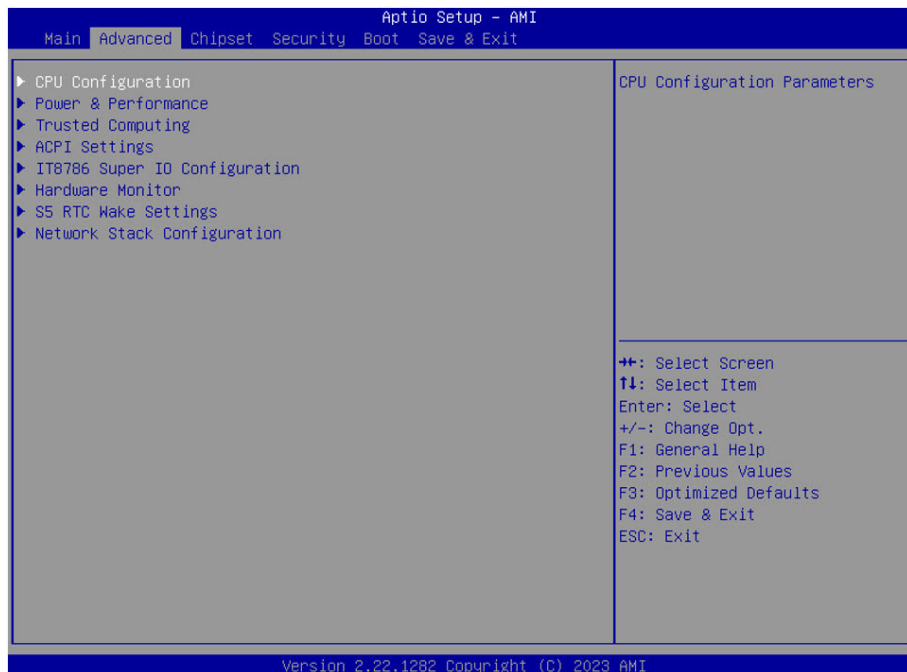 Aptio Setup – AMI
Main Advanced Chipset Security Boot Save & Exit
CPU Configuration
Power & Performance
Trusted Computing
ACPI Settings
IT8786 Super IO Configuration
Hardware Monitor
S5 RTC Wake Settings
Network Stack Configuration
CPU Configuration Parameters
→←: Select Screen
↑↓: Select Item
Enter: Select
+/-: Change Opt.
F1: General Help
F2: Previous Values
F3: Optimized Defaults
F4: Save & Exit
ESC: Exit
Version 2.22.1282 Copyright (C) 2023 AMI